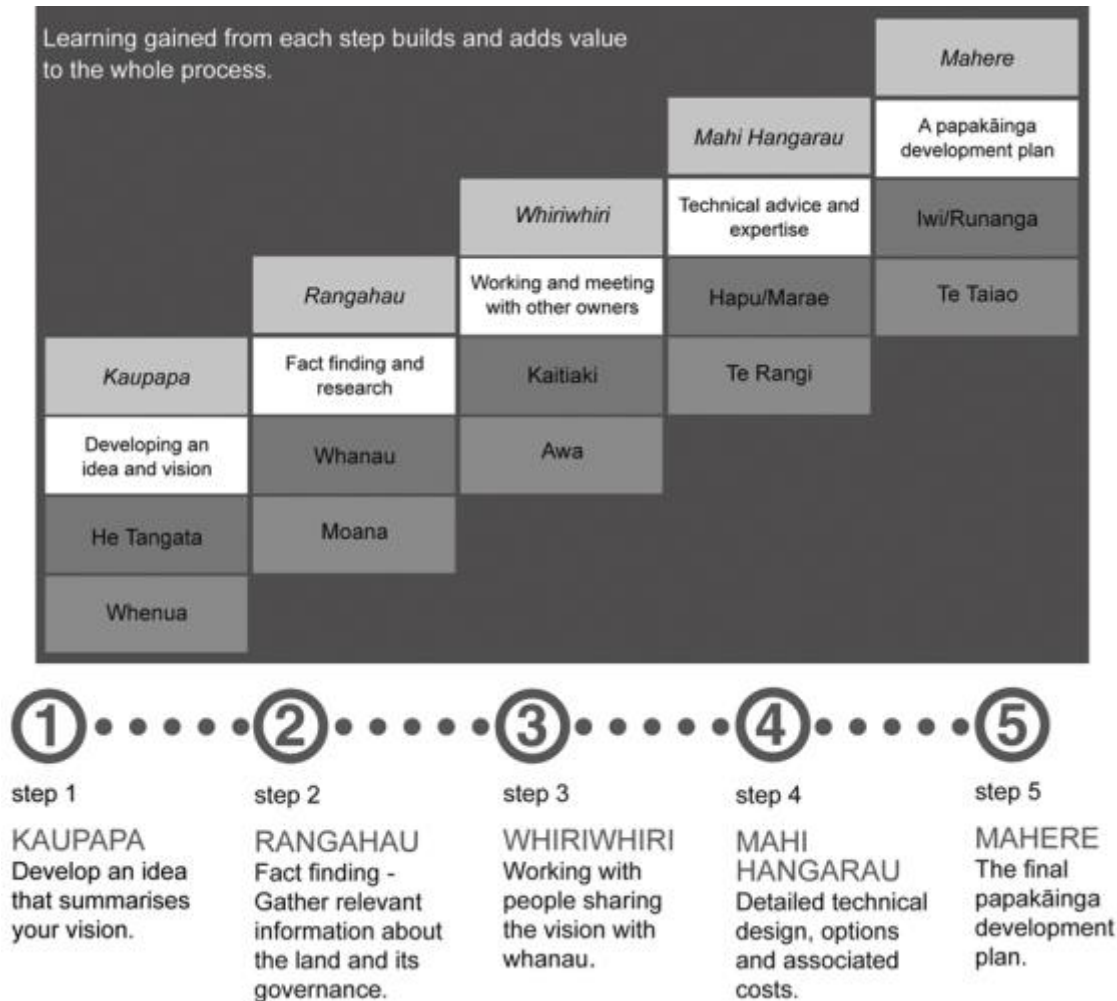 Learning gained from each step builds and adds value
to the whole process.
Kaupapa
Developing an
idea and vision
He Tangata
Whenua
Rangahau
Fact finding and
research
Whanau
Moana
Whiriwhiri
Working and meeting
with other owners
Kaitiaki
Awa
Mahi Hangarau
Technical advice and
expertise
Hapu/Marae
Te Rangi
Mahere
A papakāinga
development plan
Iwi/Runanga
Te Taiao
1
step 1
KAUPAPA
Develop an idea
that summarises
your vision.
2
step 2
RANGAHAU
Fact finding -
Gather relevant
information about
the land and its
governance.
3
step 3
WHIRIWHIRI
Working with
people sharing
the vision with
whanau.
4
step 4
MAHI
HANGARAU
Detailed technical
design, options
and associated
costs.
5
step 5
MAHERE
The final
papakāinga
development
plan.